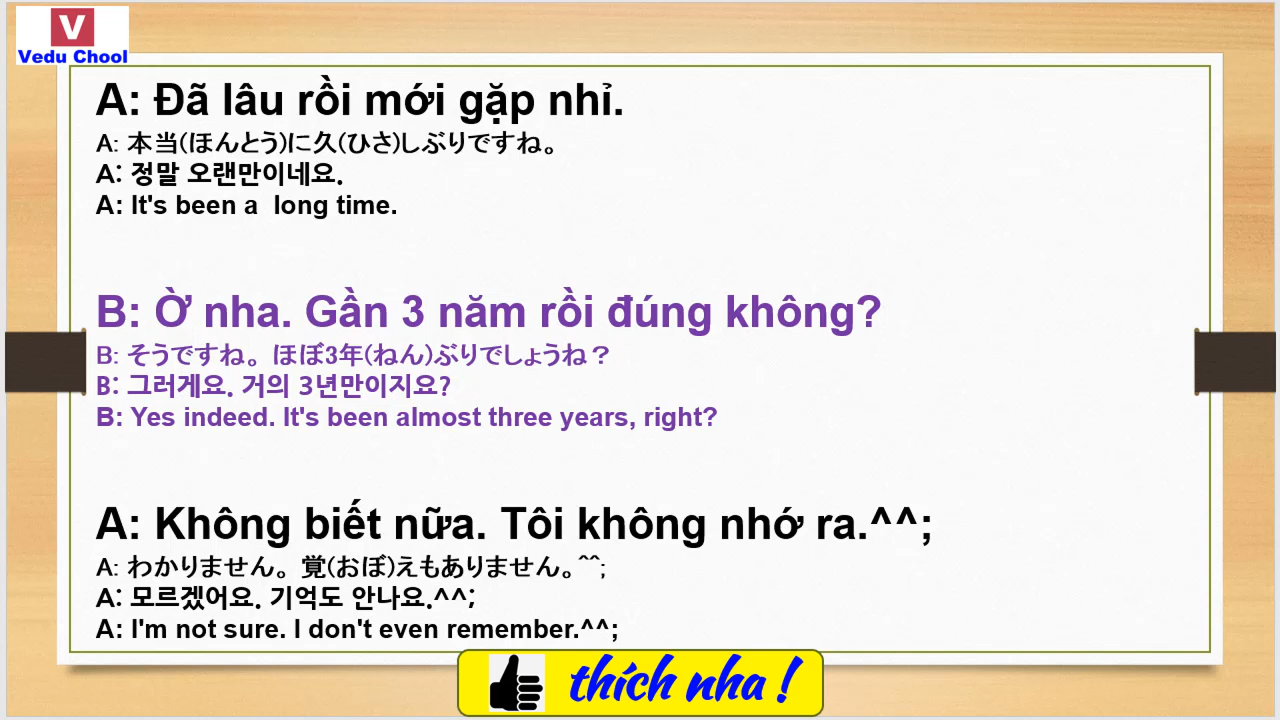 V
Vedu Chool
A: Đã lâu rồi mới gặp nhỉ.
A: 本当(ほんとう)に久(ひさ)しぶりですね。
A: 정말 오랜만이네요.
A: It's been a  long time.
B: Ờ nha. Gần 3 năm rồi đúng không?
B: そうですね。ほぼ3年(ねん)ぶりでしょうね？
B: 그러게요. 거의 3년만이지요?
B: Yes indeed. It's been almost three years, right?
A: Không biết nữa. Tôi không nhớ ra.^^;
A: わかりません。覚(おぼ)えもありません。^^;
A: 모르겠어요. 기억도 안나요.^^;
A: I'm not sure. I don't even remember.^^;
thích nha !